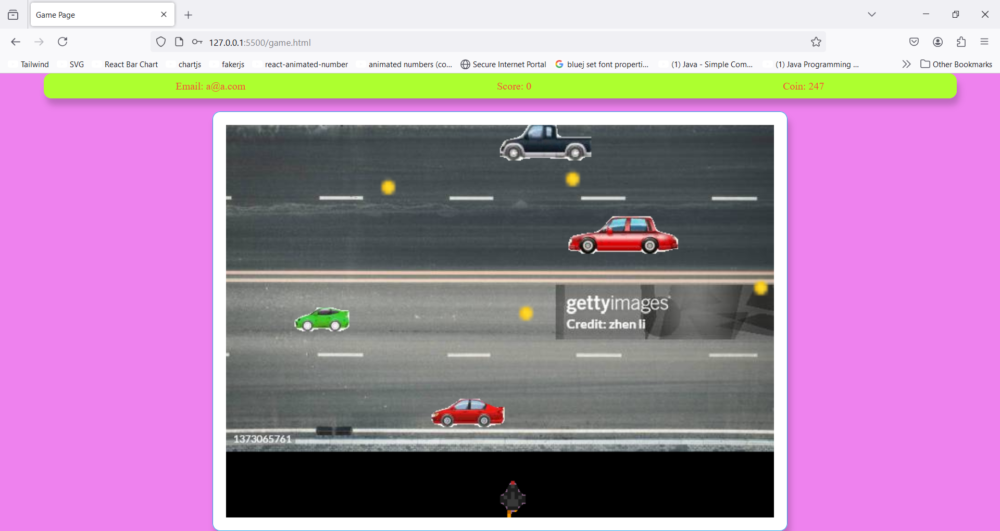 Game Page
127.0.0.1:5500/game.html
Tailwind
SVG
React Bar Chart
chartjs
fakerjs
react-animated-number
animated numbers (co...
Secure Internet Portal
bluej set font properti...
(1) Java - Simple Com...
(1) Java Programming ...
Other Bookmarks
Email: a@a.com
Score: 0
Coin: 247
gettyimages
Credit: zhen li
1373065761